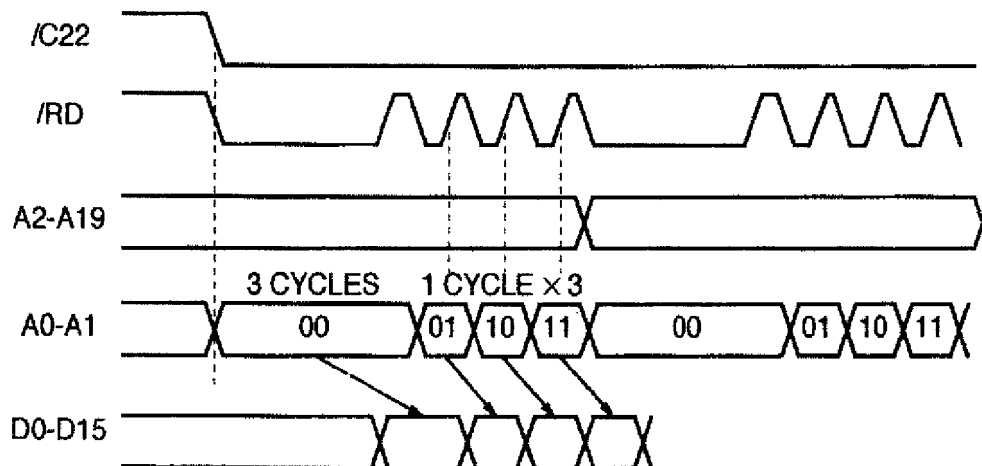 /C22
/RD
A2-A19
3 CYCLES 1 CYCLE × 3
A0-A1 00 01 10 11 00 01 10 11
D0-D15